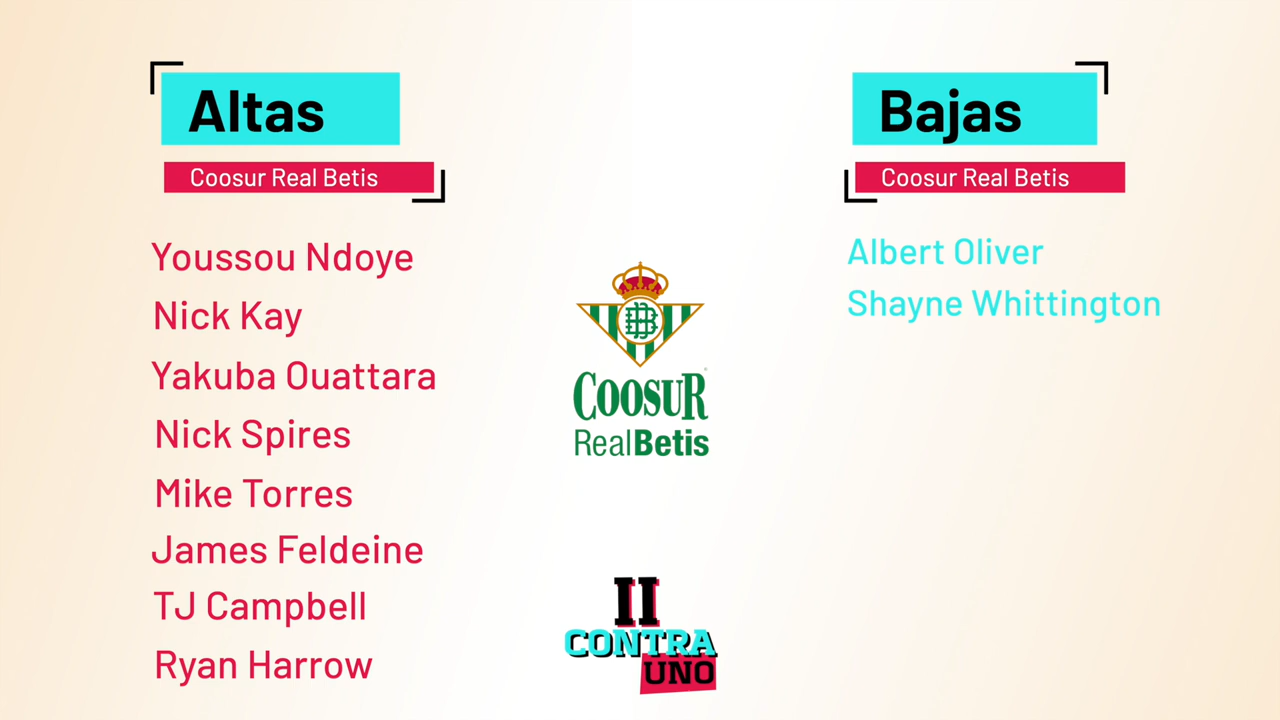 Altas
Coosur Real Betis
Youssou Ndoye
Nick Kay
Yakuba Ouattara
Nick Spires
Mike Torres
James Feldeine
TJ Campbell
Ryan Harrow
COOSUR
RealBetis
II
CONTRA
UNO
Bajas
Coosur Real Betis
Albert Oliver
Shayne Whittington